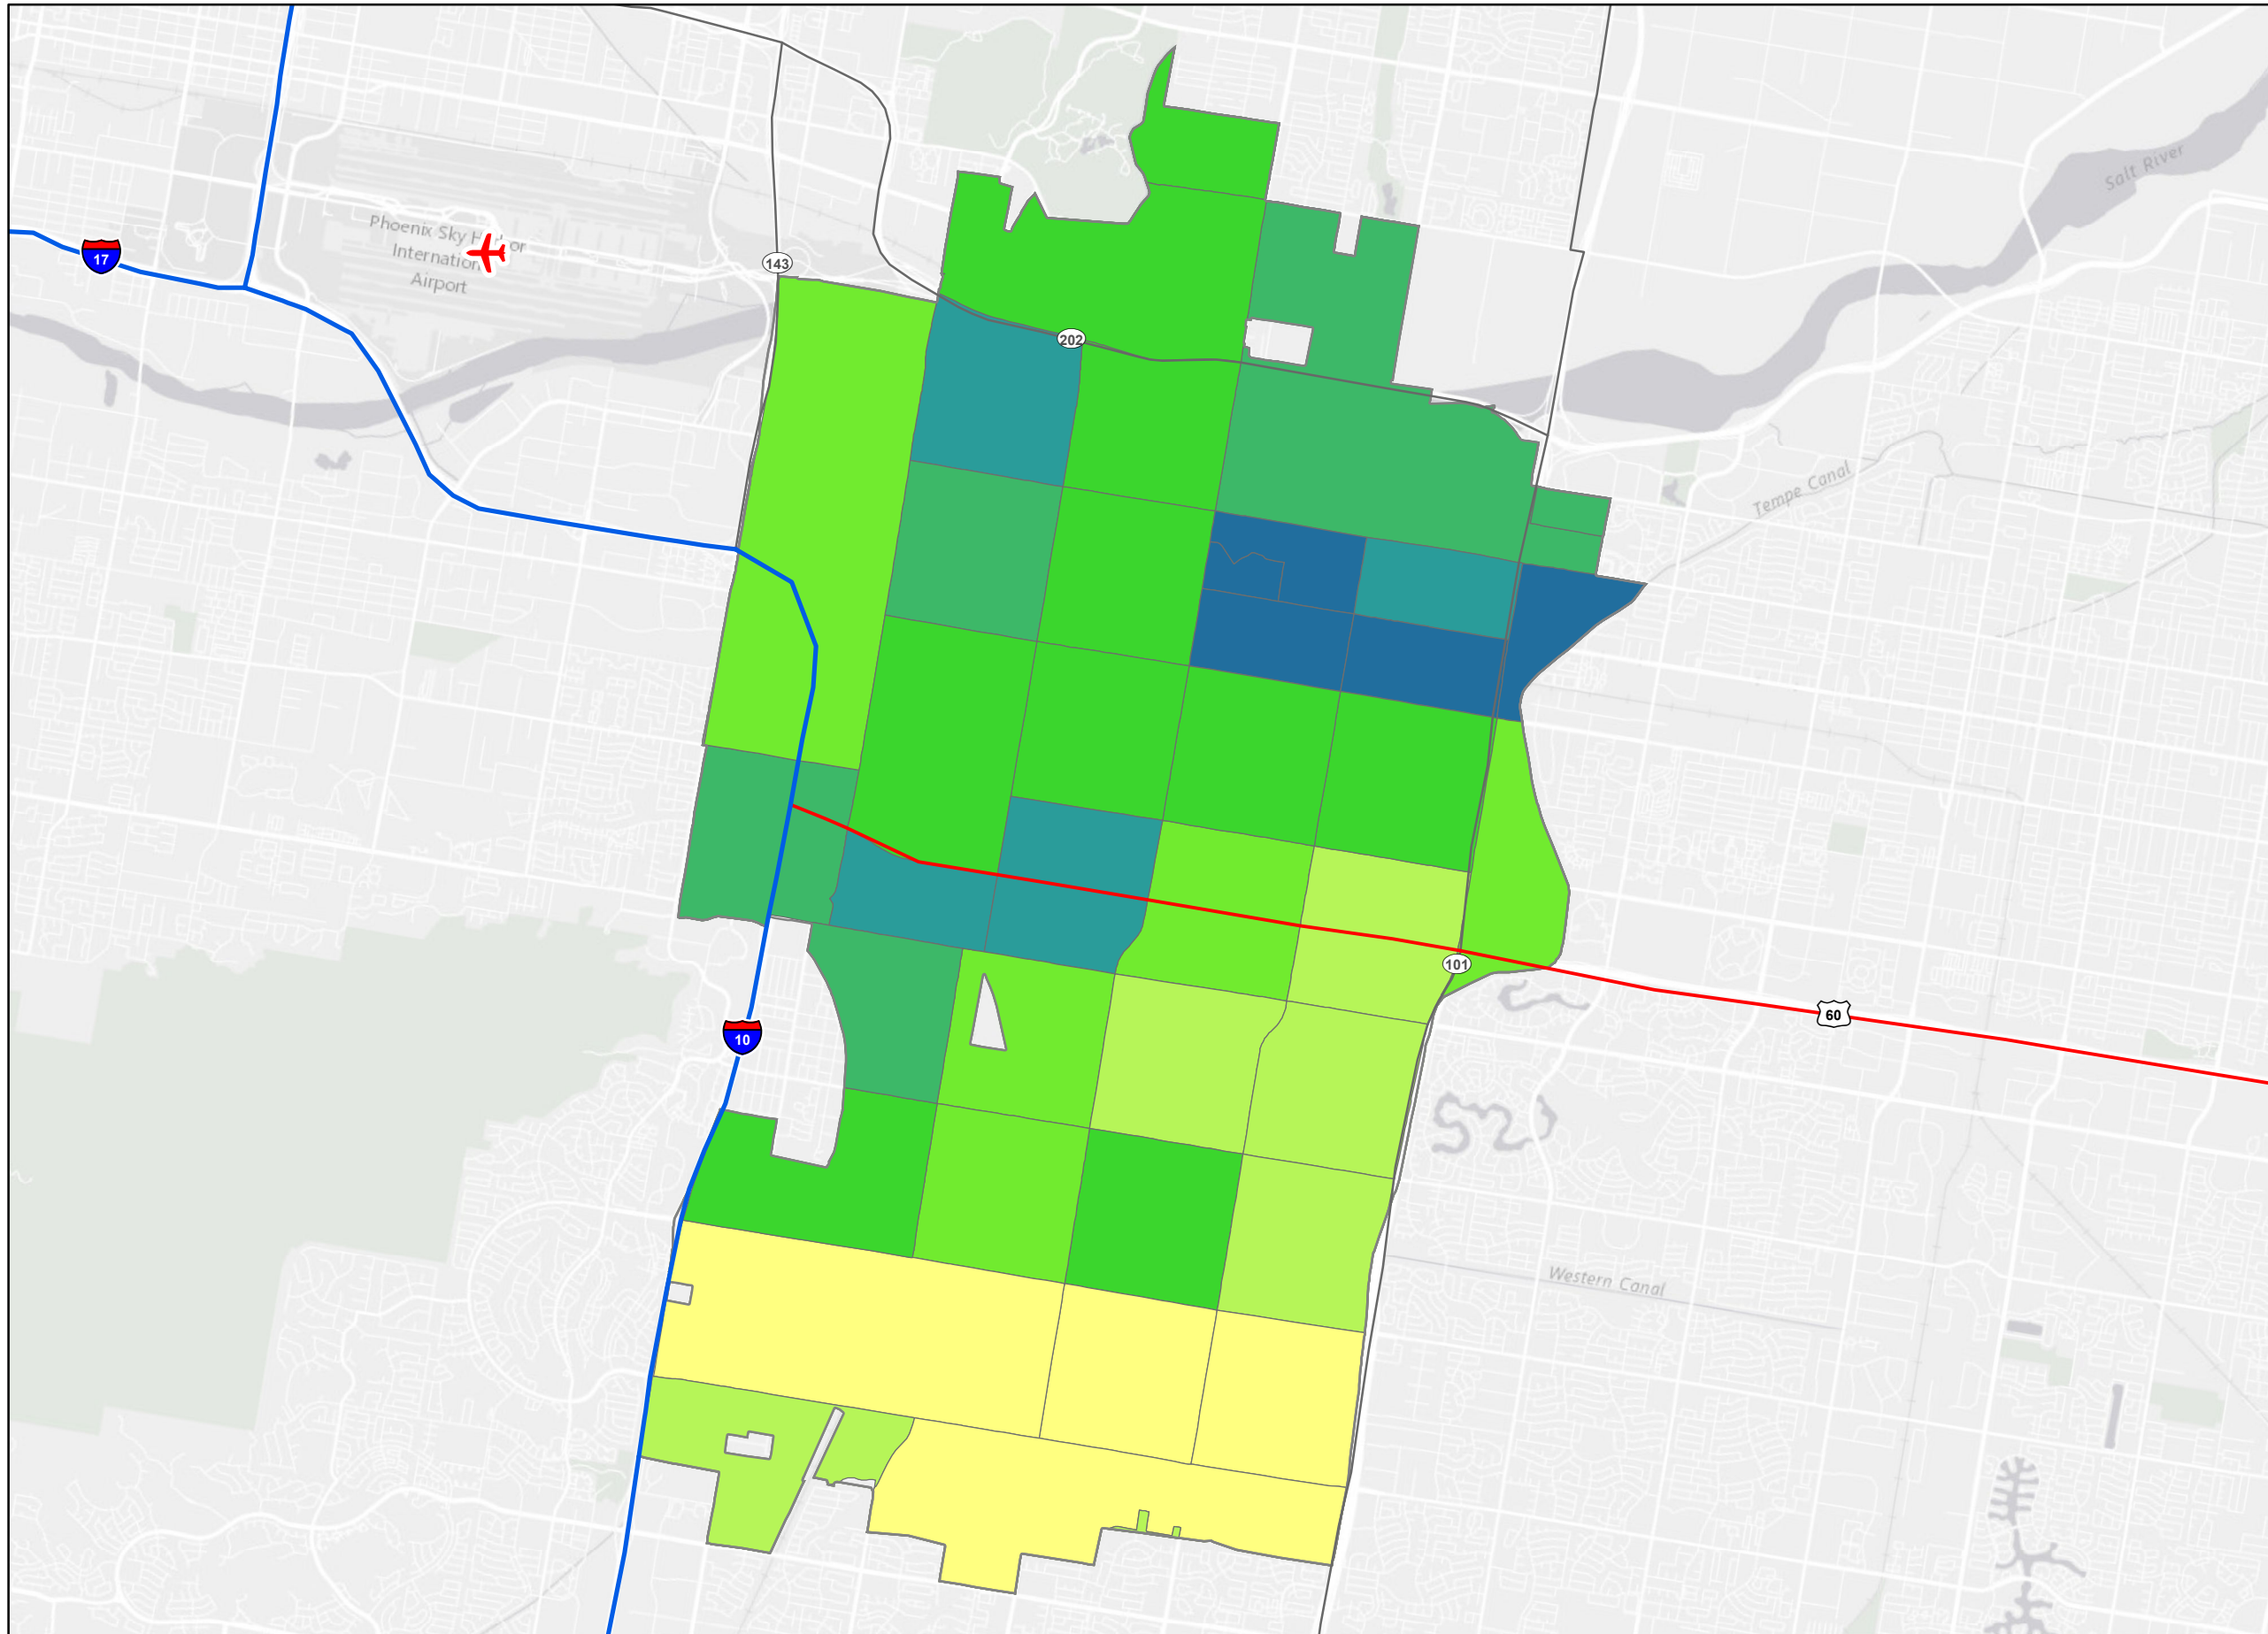 Salt River
Phoenix Sky Harbor
International
Airport
17
143
202
Tempe Canal
101
60
10
Western Canal